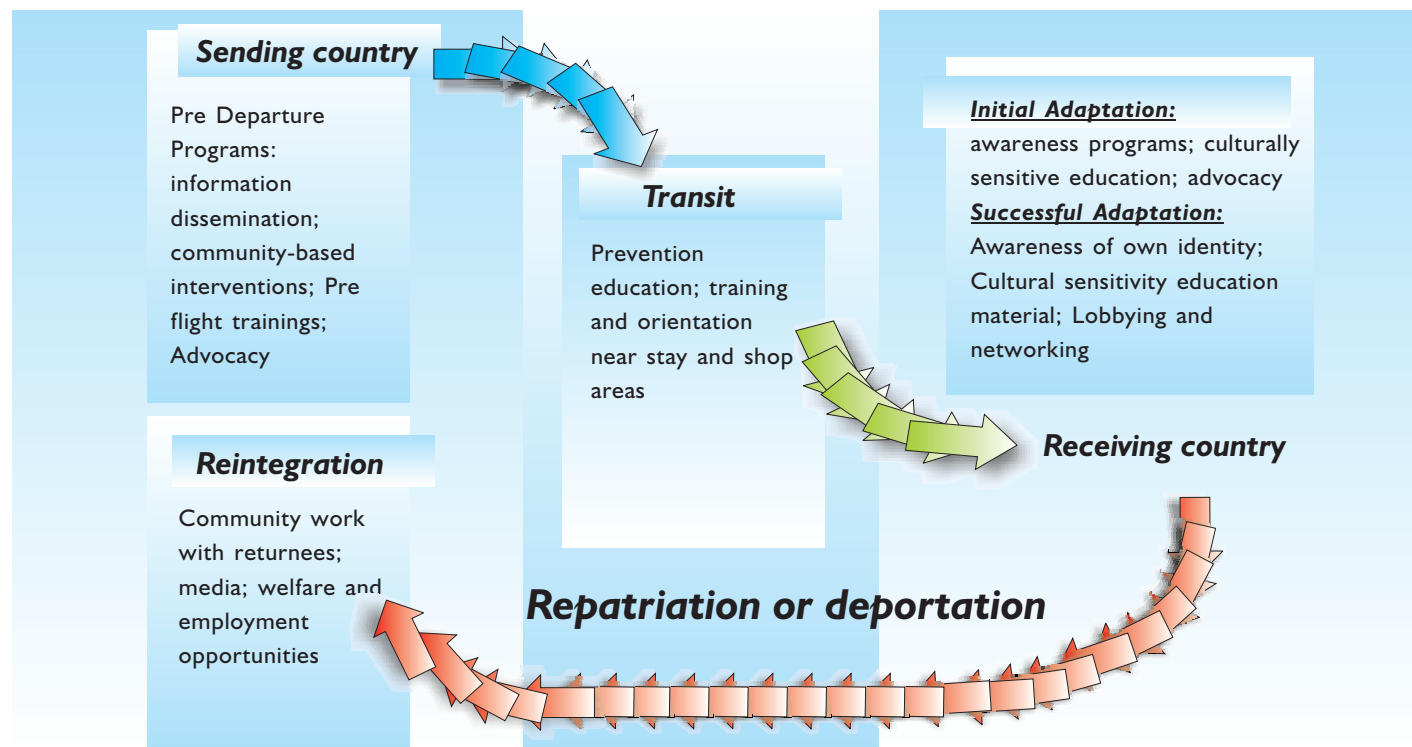 Sending country
Pre Departure
Programs:
information
dissemination;
community-based
interventions; Pre
flight trainings;
Advocacy
Transit
Prevention
education; training
and orientation
near stay and shop
areas
Initial Adaptation:
awareness programs; culturally
sensitive education; advocacy
Successful Adaptation:
Awareness of own identity;
Cultural sensitivity education
material; Lobbying and
networking
Receiving country
Reintegration
Community work
with returnees;
media; welfare and
employment
opportunities
Repatriation or deportation